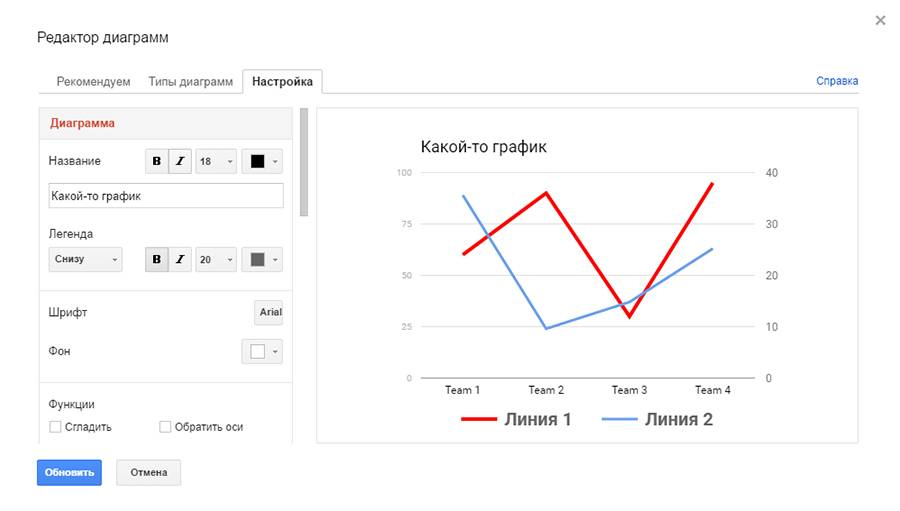 ×
Редактор диаграмм
Рекомендуем Типы диаграмм Настройка Справка
Диаграмма
Название B I 18
Какой-то график
Легенда
Снизу B I 20
Шрифт Arial
Фон
Функции
Сгладить Обратить оси
Какой-то график
100 40
75 30
50 20
25 10
0 0
Team 1 Team 2 Team 3 Team 4
Линия 1 Линия 2
Обновить Отмена